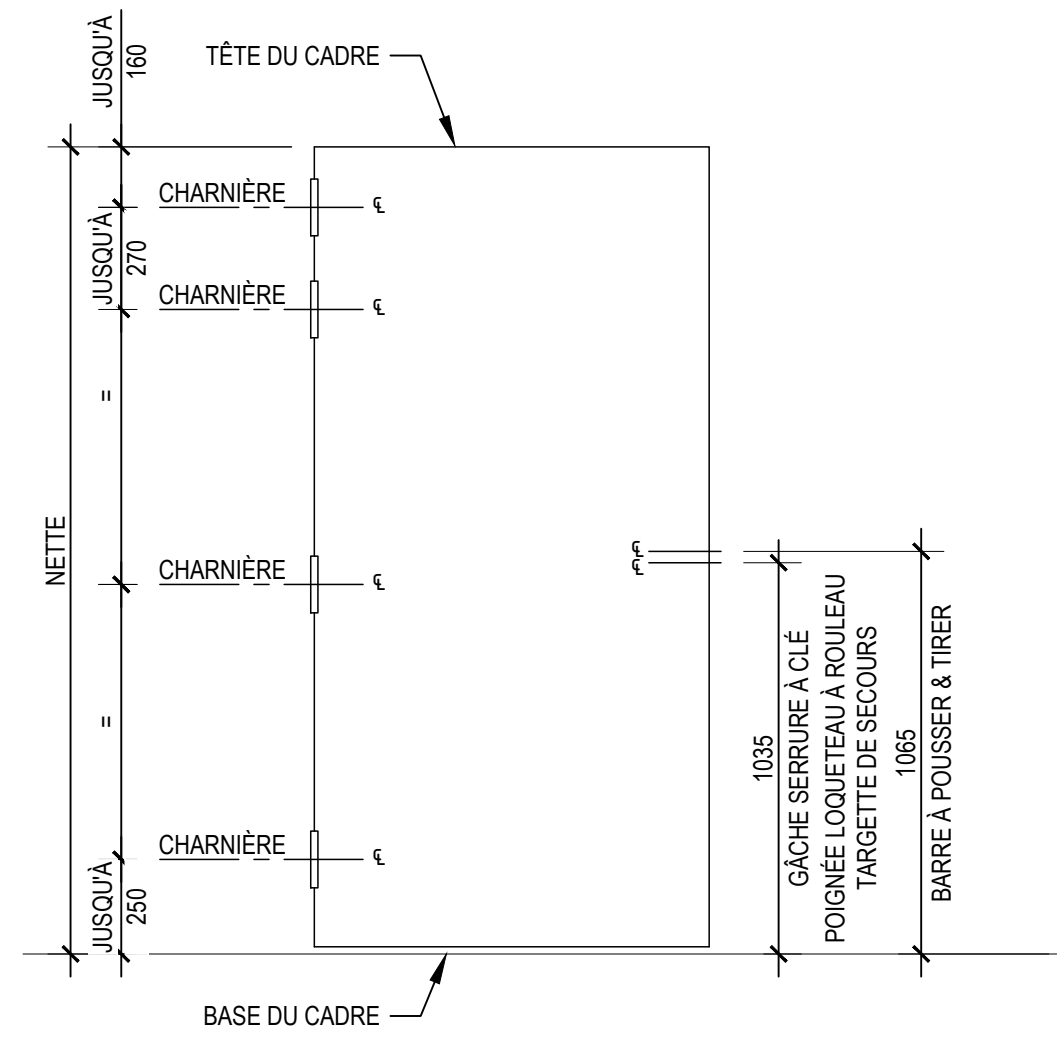 JUSQU'À
160
TÊTE DU CADRE
CHARNIÈRE
℄
JUSQU'À
270
CHARNIÈRE
℄
=
NETTE
CHARNIÈRE
℄
=
CHARNIÈRE
℄
JUSQU'À
250
BASE DU CADRE
℄
℄
1035
GÂCHE SERRURE À CLÉ
POIGNÉE LOQUETEAU À ROULEAU
TARGETTE DE SECOURS
1065
BARRE À POUSSER & TIRER